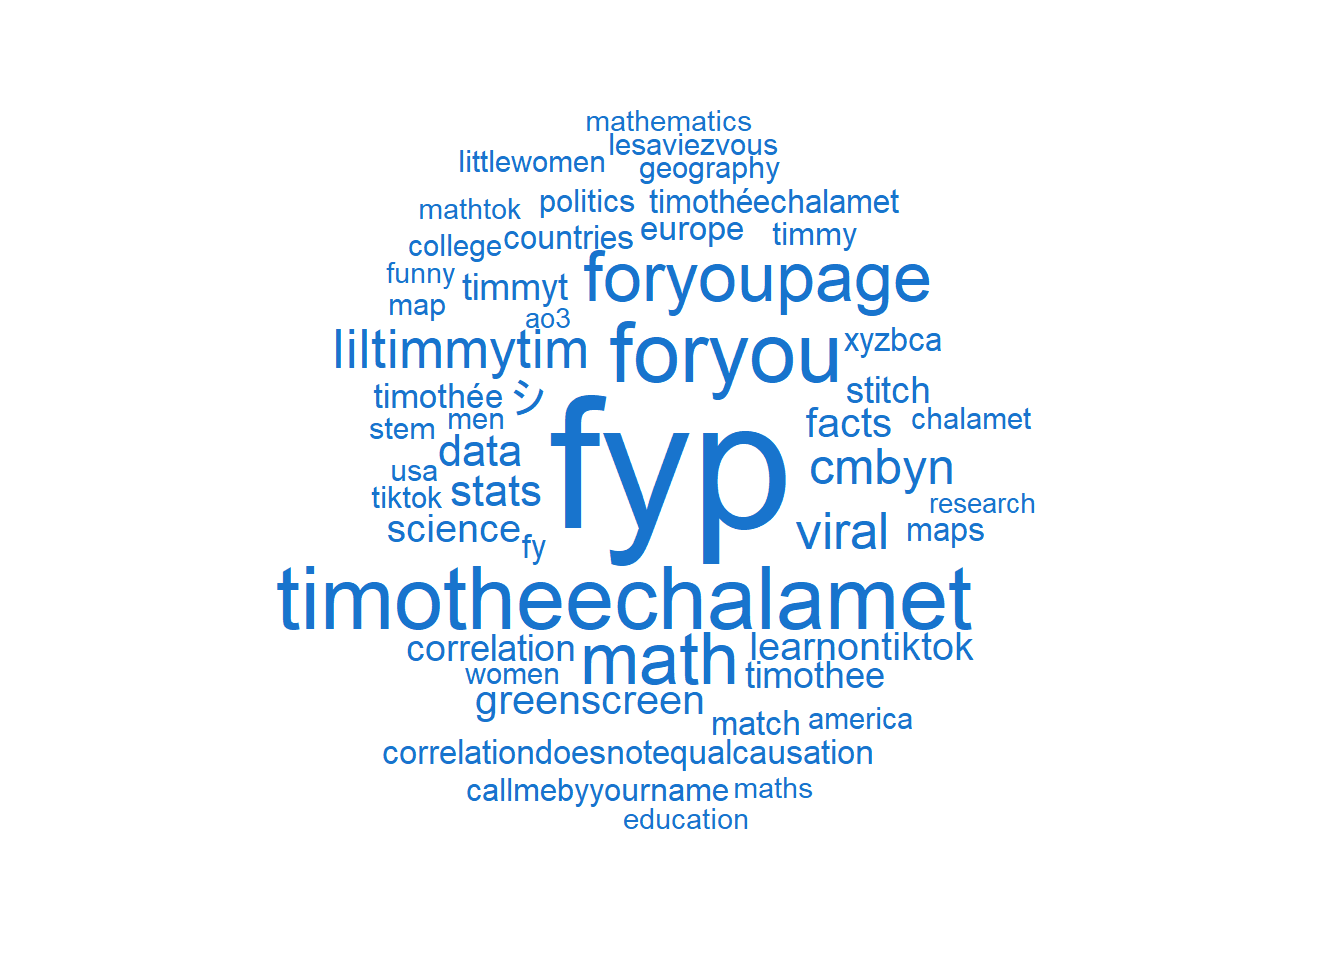 mathematics
lesaviezvous
littlewomen
geography
mathtok
politics
timothéechalamet
college
countries
europe
timmy
funny
timmyt
foryoupage
map
ao3
liltimmytim
foryou
xyzbca
timothée
シ
stitch
stem
men
fyp
facts
chalamet
data
usa
cmbyn
tiktok
stats
research
science
fy
viral
maps
timotheechalamet
correlation
math
learnontiktok
women
timothee
greenscreen
match
america
correlationdoesnotequalcausation
callmebyyourname
maths
education